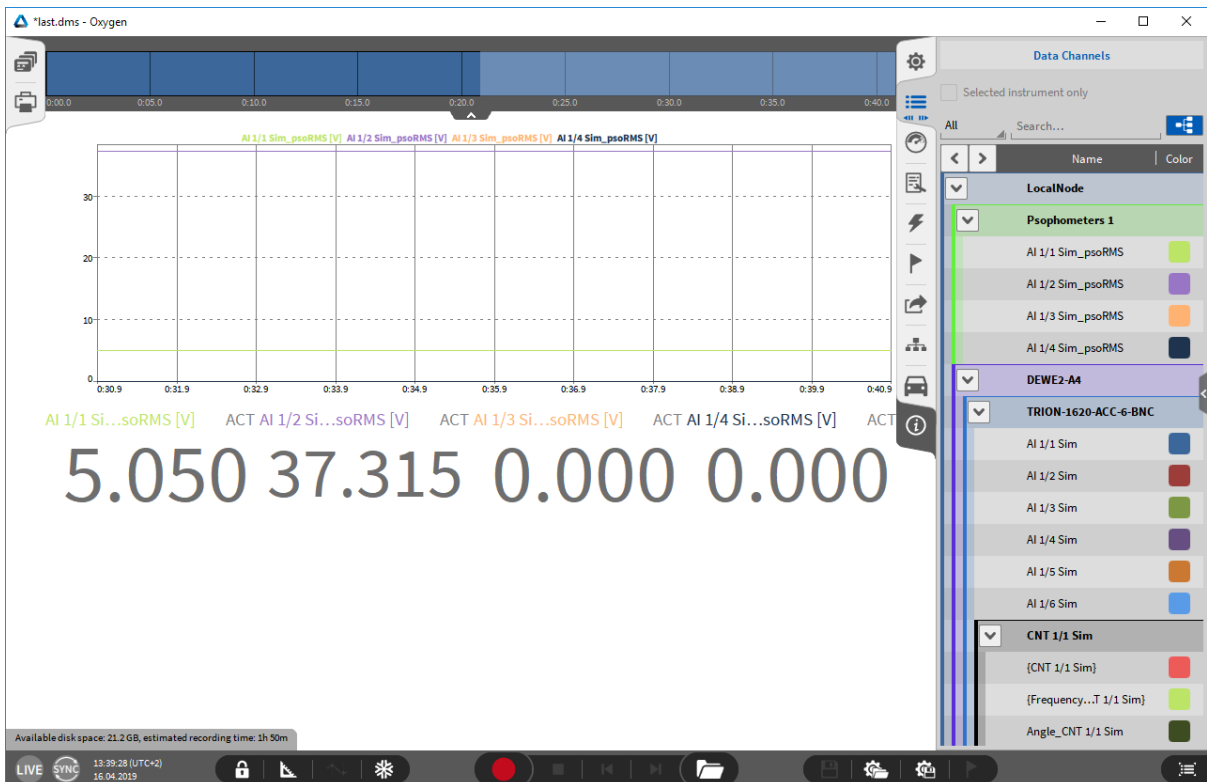 *last.dms - Oxygen
0:00.0 0:05.0 0:10.0 0:15.0 0:20.0 0:25.0 0:30.0 0:35.0 0:40.0
AI 1/1 Sim_psoRMS [V] AI 1/2 Sim_psoRMS [V] AI 1/3 Sim_psoRMS [V] AI 1/4 Sim_psoRMS [V]
30
20
10
0
0:30.9 0:31.9 0:32.9 0:33.9 0:34.9 0:35.9 0:36.9 0:37.9 0:38.9 0:39.9 0:40.9
AI 1/1 Si...soRMS [V] ACT AI 1/2 Si...soRMS [V] ACT AI 1/3 Si...soRMS [V] ACT AI 1/4 Si...soRMS [V] ACT
5.050 37.315 0.000 0.000
Data Channels
Selected instrument only
All Search...
Name Color
LocalNode
Psophometers 1
AI 1/1 Sim_psoRMS
AI 1/2 Sim_psoRMS
AI 1/3 Sim_psoRMS
AI 1/4 Sim_psoRMS
DEWE2-A4
TRION-1620-ACC-6-BNC
AI 1/1 Sim
AI 1/2 Sim
AI 1/3 Sim
AI 1/4 Sim
AI 1/5 Sim
AI 1/6 Sim
CNT 1/1 Sim
{CNT 1/1 Sim}
{Frequency...T 1/1 Sim}
Angle_CNT 1/1 Sim
Available disk space: 21.2 GB, estimated recording time: 1h 50m
LIVE SYNC 13:39:28 (UTC+2)
16.04.2019